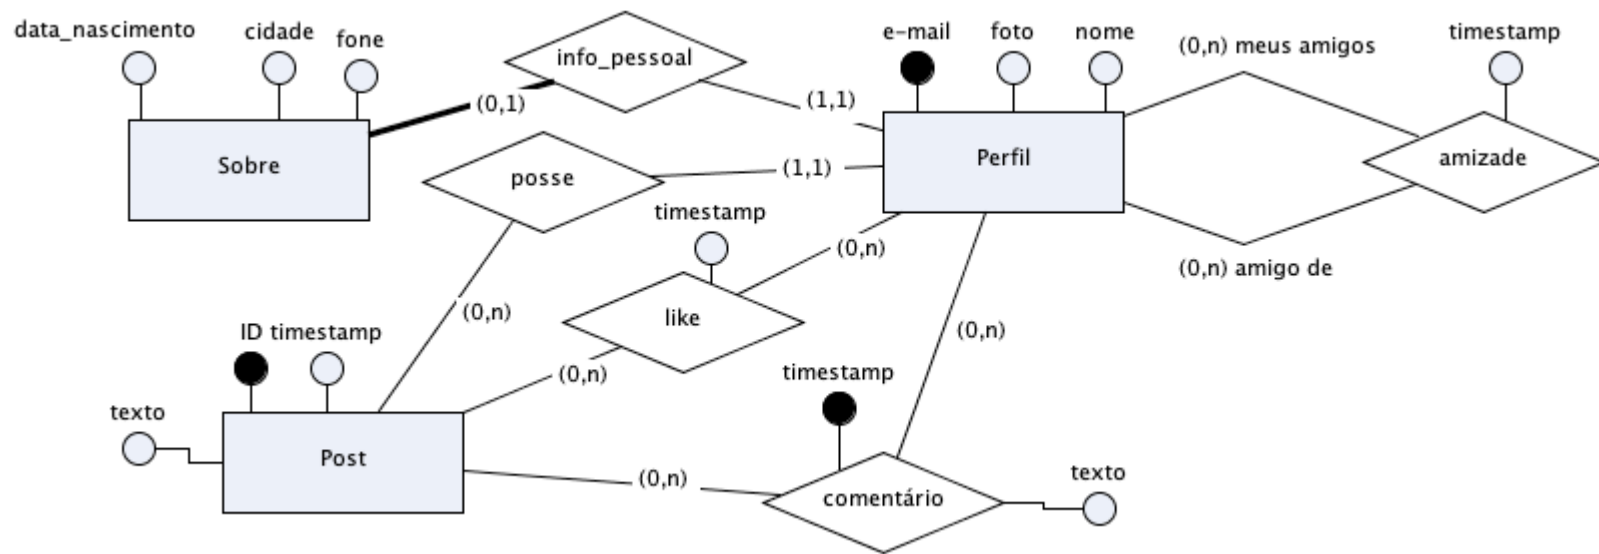 data_nascimento
cidade
fone
info_pessoal
e-mail
foto
nome
(0,n) meus amigos
timestamp
(0,1)
(1,1)
Sobre
posse
(1,1)
Perfil
amizade
timestamp
(0,n)
(0,n) amigo de
(0,n)
like
(0,n)
ID timestamp
(0,n)
timestamp
texto
Post
(0,n)
comentário
texto